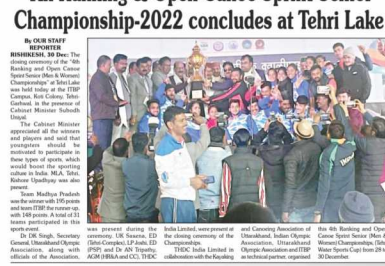 Championship-2022 concludes at Tehri Lake
By OUR STAFF
REPORTER
RISHIKESH, 30 Dec: The
closing ceremony of the "4th
Ranking and Open Canoe
Sprint Senior (Men & Women)
Championships" at Tehri Lake
was held today at the ITBP
Campus, Koti Colony, Tehri-
Garhwal, in the presence of
Cabinet Minister Subodh
Uniyal.
The Cabinet Minister
appreciated all the winners
and players and said that
youngsters should be
motivated to participate in
these types of sports, which
would boost the sporting
culture in India. MLA, Tehri,
Kishore Upadhyay was also
present.
Team Madhya Pradesh
was the winner with 195 points
and team ITBP, the runner-up,
with 148 points. A total of 31
teams participated in this
sports event.
Dr DK Singh, Secretary
General, Uttarakhand Olympic
Association, along with
officials of the Association,
was present during the
ceremony. UK Saxena, ED
(Tehri-Complex), LP Joshi, ED
(PSP) and Dr AN Tripathy,
AGM (HR&A and CC), THDC
India Limited, were present at
the closing ceremony of the
Championships.
THDC India Limited in
collaboration with the Kayaking
and Canoeing Association of
Uttarakhand, Indian Olympic
Association, Uttarakhand
Olympic Association and ITBP
as technical partner, organised
this 4th Ranking and Open
Canoe Sprint Senior (Men &
Women) Championships, (Tehri
Water Sports Cup) from 28 to
30 December.